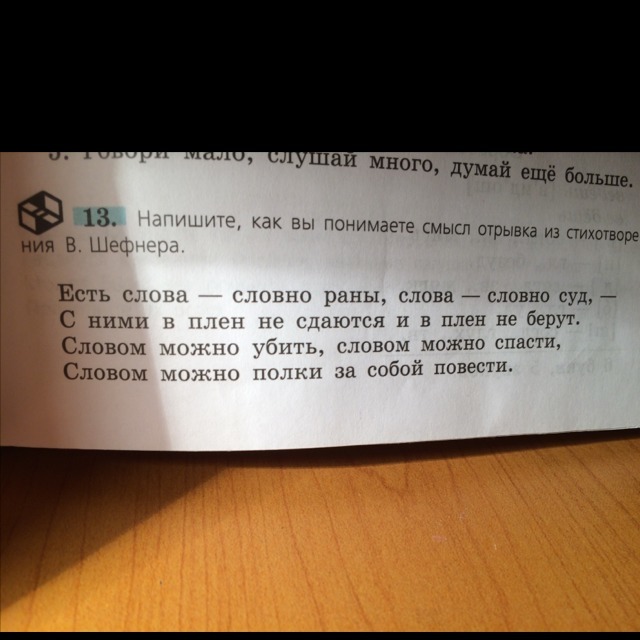 3. Говори мало, слушай много, думай ещё больше.
13. Напишите, как вы понимаете смысл отрывка из стихотворе
ния В. Шефнера.
Есть слова — словно раны, слова — словно суд, —
С ними в плен не сдаются и в плен не берут.
Словом можно убить, словом можно спасти,
Словом можно полки за собой повести.